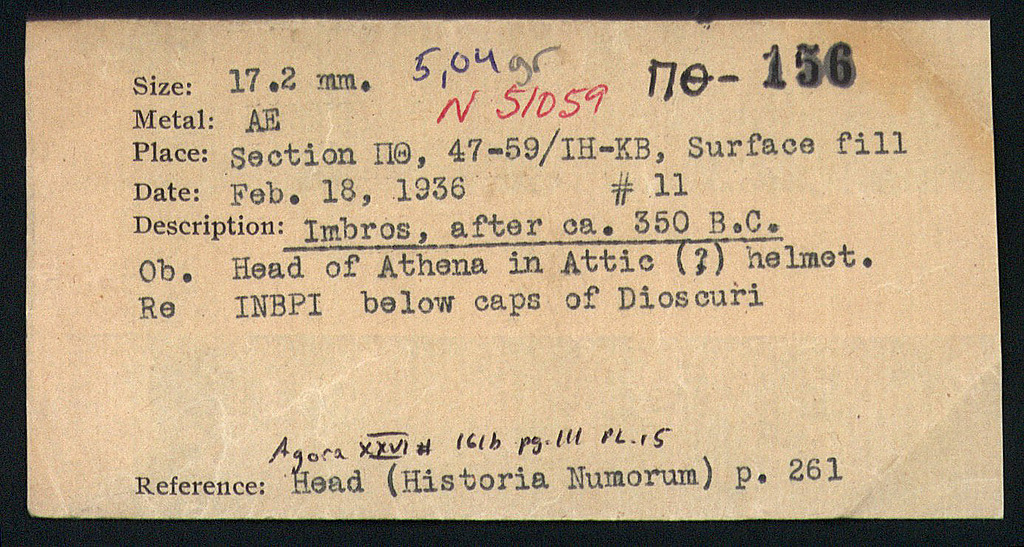 Size: 17.2 mm. 5,04 gr ΠΘ- 156
Metal: AE N 51059
Place: Section ΠΘ, 47-59/ΙΗ-ΚΒ, Surface fill
Date: Feb. 18, 1936 # 11
Description: Imbros, after ca. 350 B.C.
Ob. Head of Athena in Attic (?) helmet.
Re INBPI below caps of Dioscuri
Agora XXVI # 161b pg. 111 PL. 15
Reference: Head (Historia Numorum) p. 261